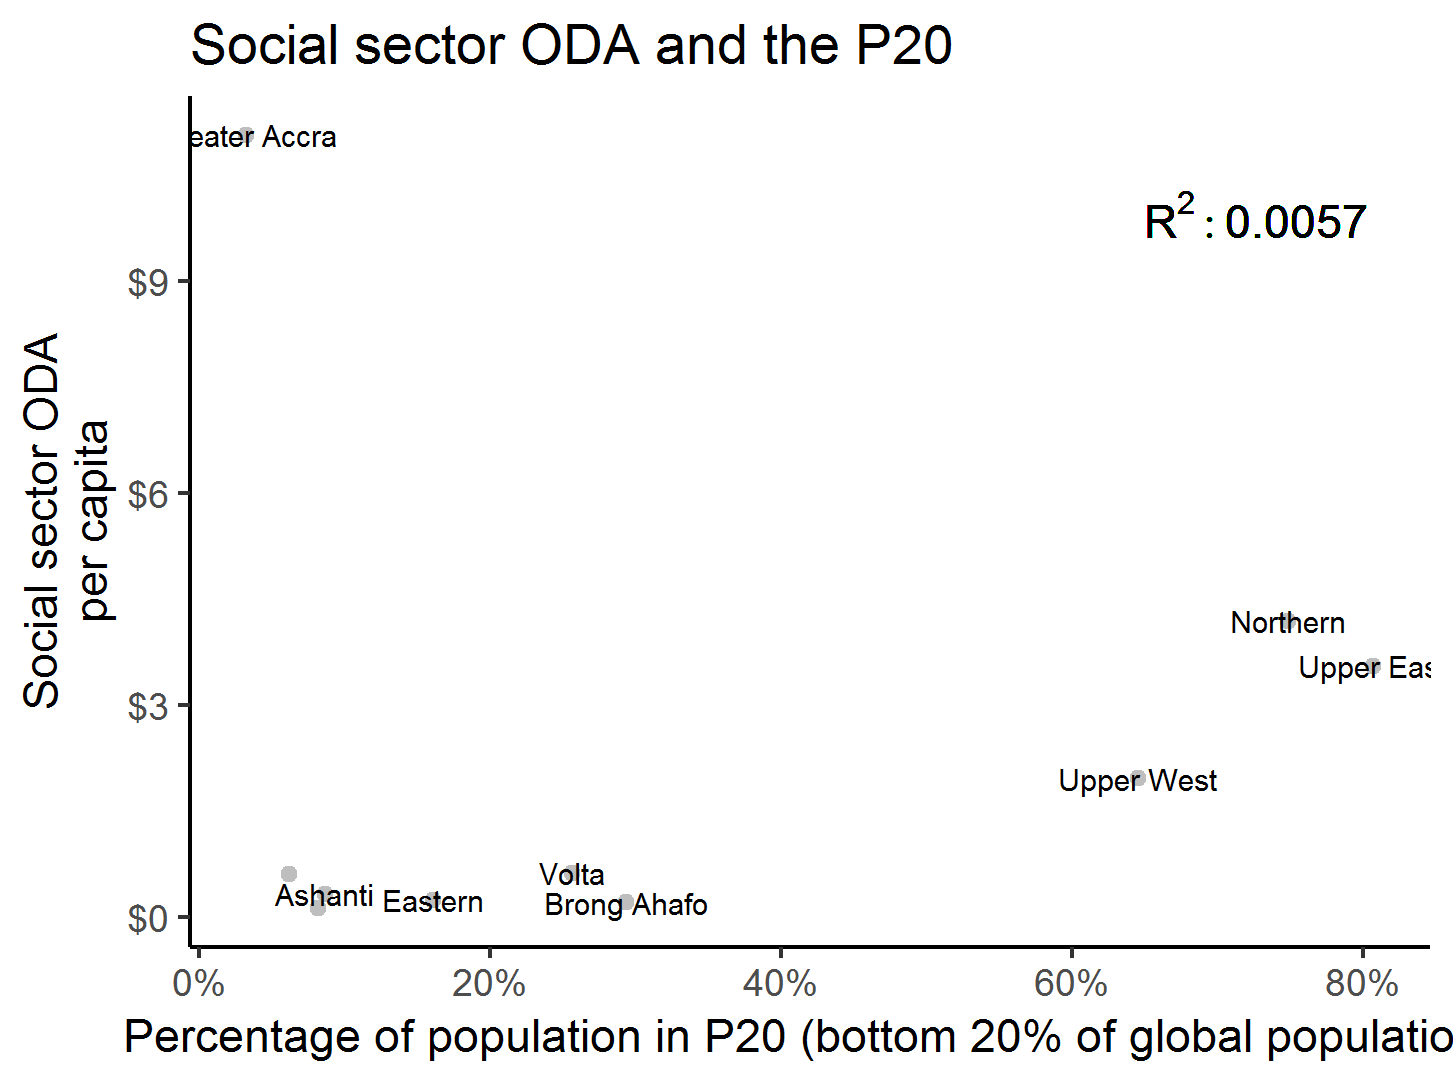 Social sector ODA and the P20
eater Accra
R²: 0.0057
$9
$6
$3
$0
Social sector ODA
per capita
Northern
Upper Eas
Upper West
Volta
Ashanti
Eastern
Brong Ahafo
0%
20%
40%
60%
80%
Percentage of population in P20 (bottom 20% of global populatio